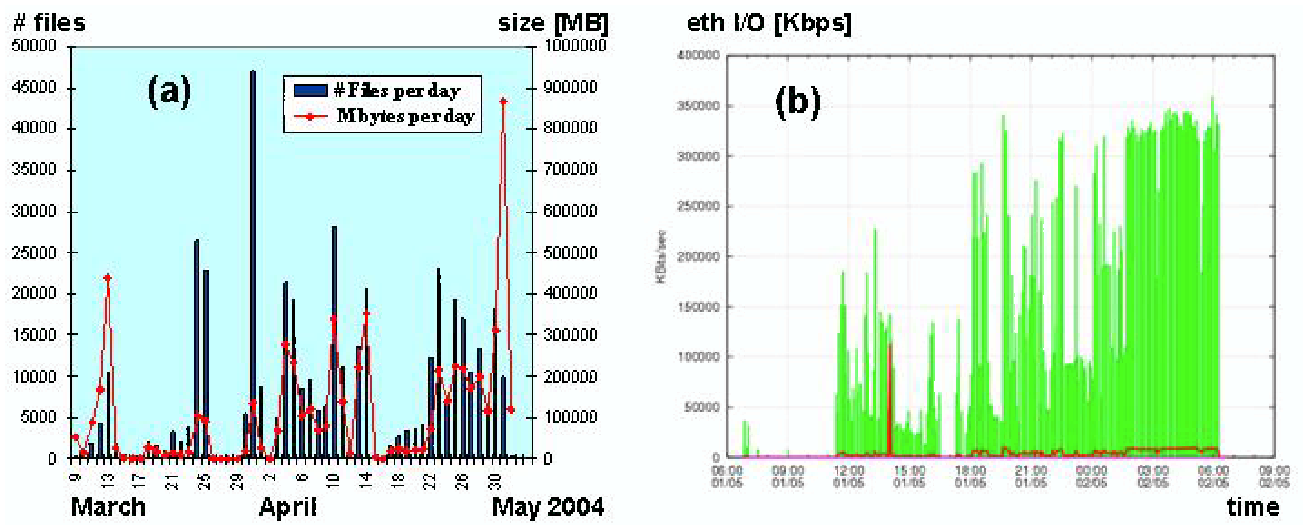 # files
size [MB]
50000
45000
40000
35000
30000
25000
20000
15000
10000
5000
0
(a)
# Files per day
Mbytes per day
1000000
900000
800000
700000
600000
500000
400000
300000
200000
100000
0
9 13 17 21 25 29 2 6 10 14 18 22 26 30
March April May 2004
eth I/O [Kbps]
400000
350000
300000
250000
200000
150000
100000
50000
0
KBits/sec
(b)
06:00 09:00 12:00 15:00 18:00 21:00 00:00 03:00 06:00 09:00
01/05 01/05 01/05 01/05 01/05 01/05 02/05 02/05 02/05 02/05
time